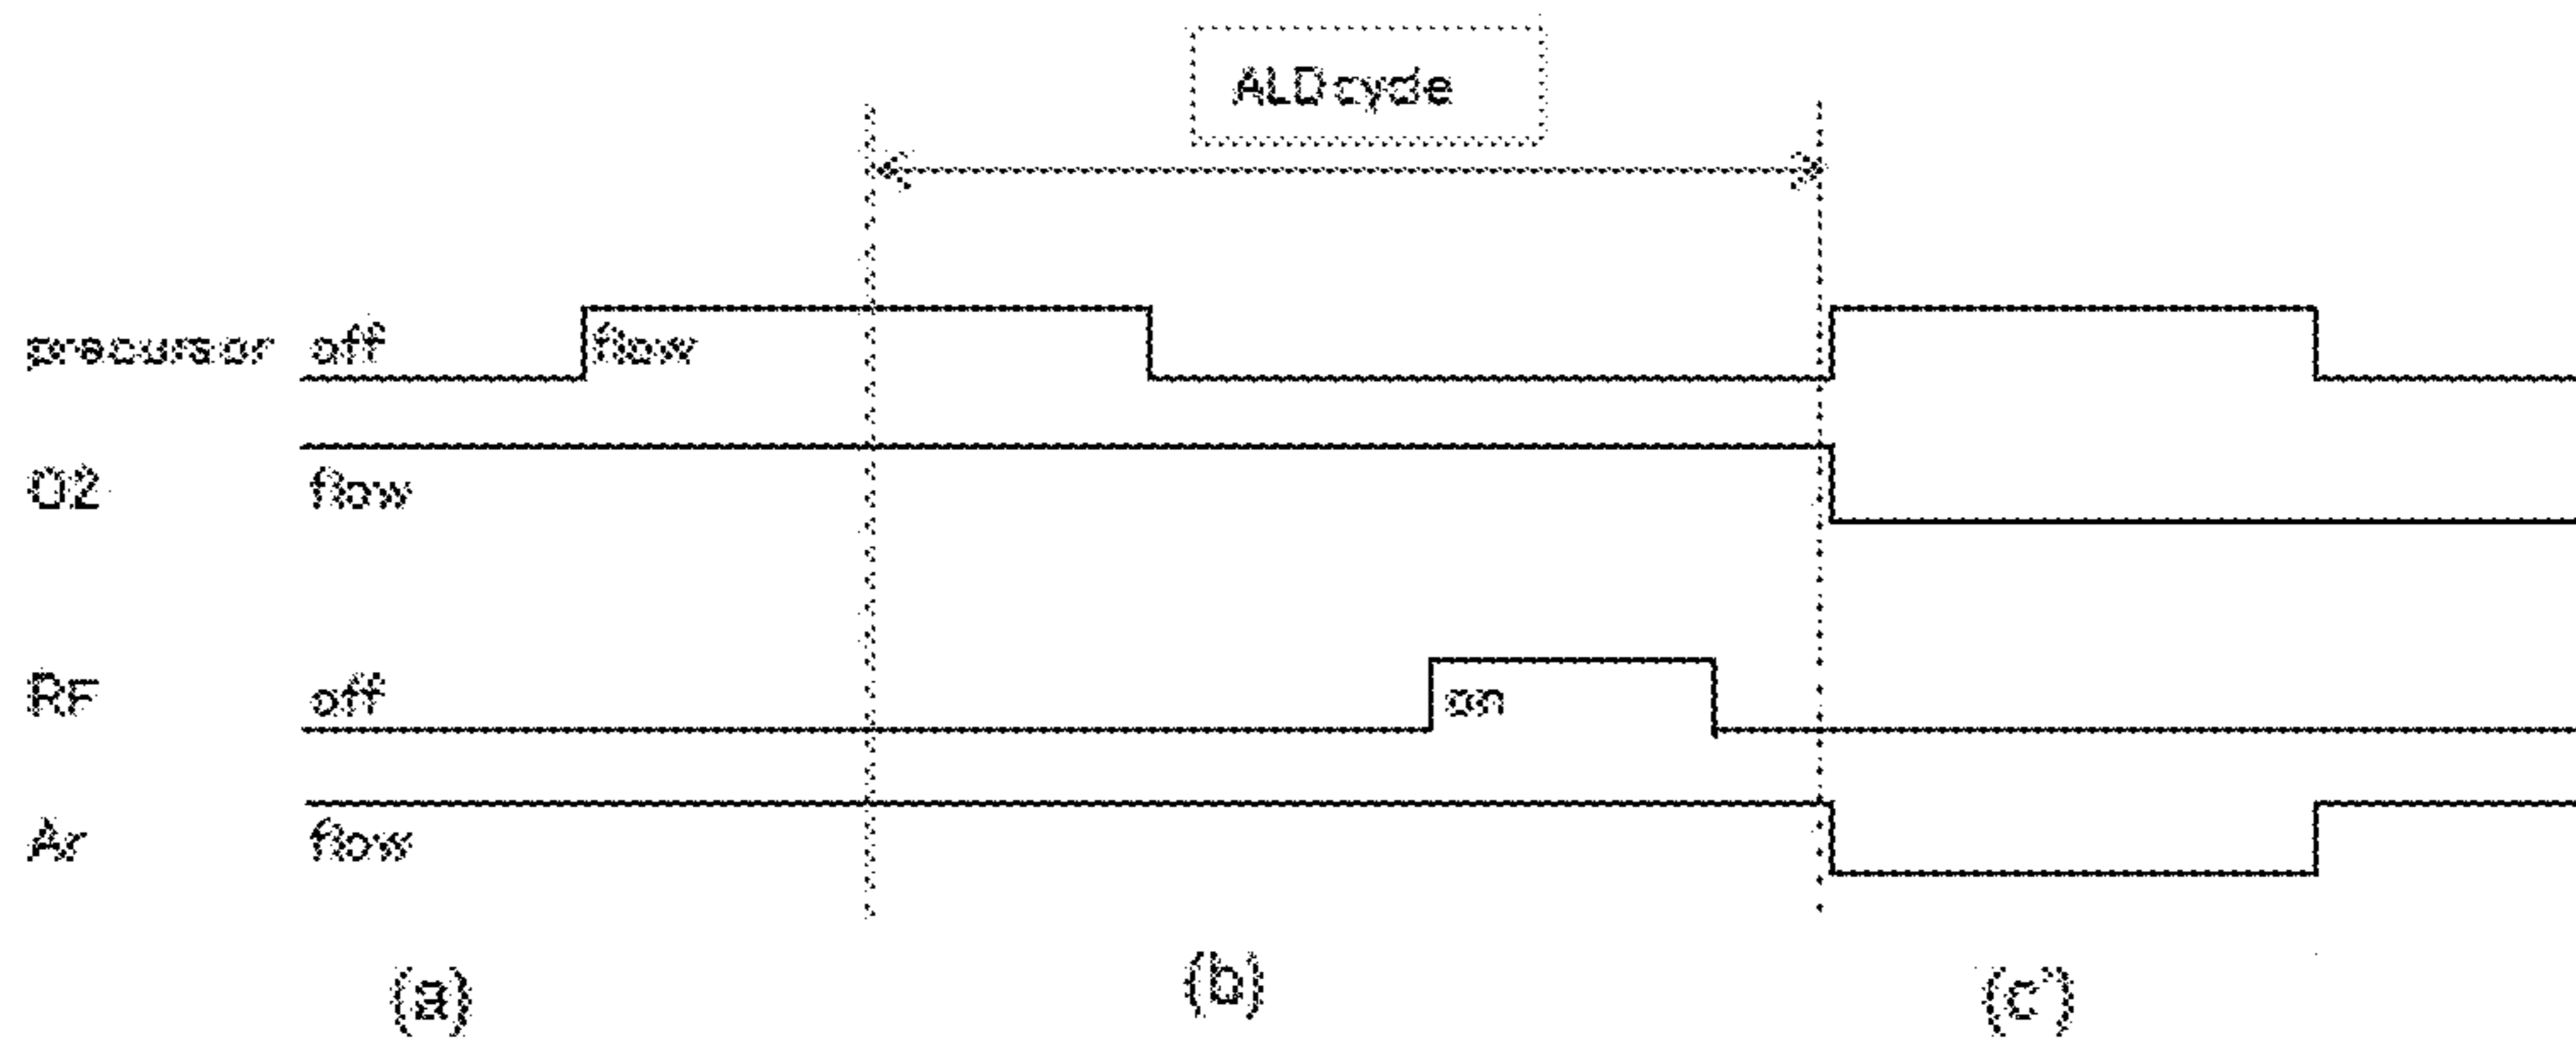 ALD cycle
precursor off flow
O2 flow
RF off on
Ar flow
(a) (b) (c")